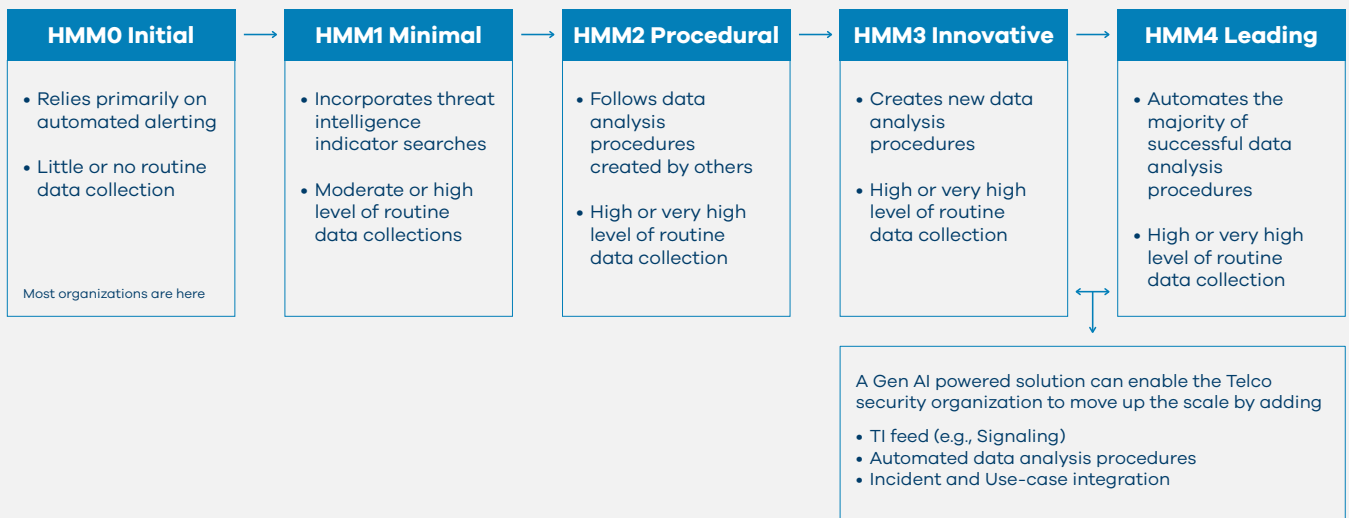 HMM0 Initial
• Relies primarily on
automated alerting
• Little or no routine
data collection
Most organizations are here
HMM1 Minimal
• Incorporates threat
intelligence
indicator searches
• Moderate or high
level of routine
data collections
HMM2 Procedural
• Follows data
analysis
procedures
created by others
• High or very high
level of routine
data collection
HMM3 Innovative
• Creates new data
analysis
procedures
• High or very high
level of routine
data collection
HMM4 Leading
• Automates the
majority of
successful data
analysis
procedures
• High or very high
level of routine
data collection
A Gen AI powered solution can enable the Telco
security organization to move up the scale by adding
• TI feed (e.g., Signaling)
• Automated data analysis procedures
• Incident and Use-case integration